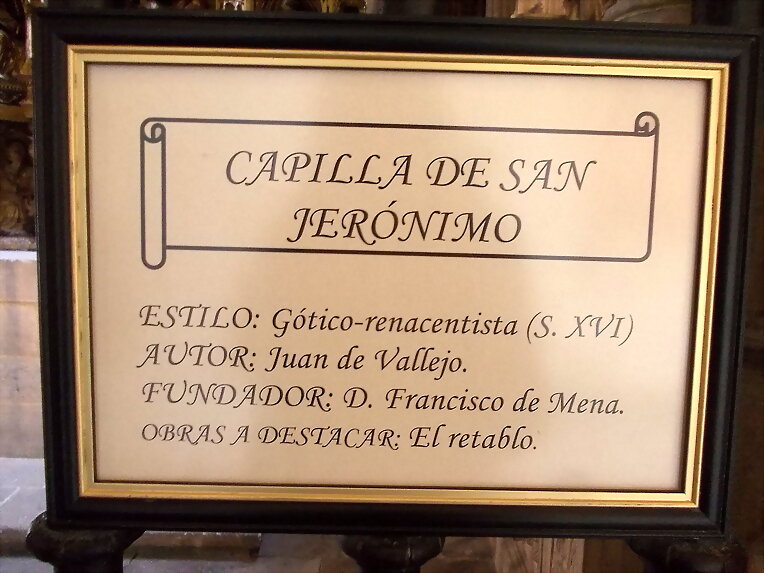 CAPILLA DE SAN
JERÓNIMO
ESTILO: Gótico-renacentista (S. XVI)
AUTOR: Juan de Vallejo.
FUNDADOR: D. Francisco de Mena.
OBRAS A DESTACAR: El retablo.